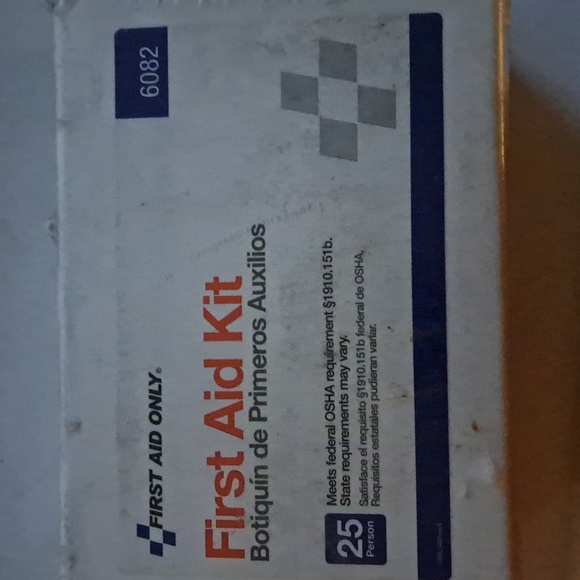 6082
FIRST AID ONLY®
First Aid Kit
Botiquín de Primeros Auxilios
25
Person
Meets federal OSHA requirement §1910.151b.
State requirements may vary.
Satisface el requisito §1910.151b federal de OSHA.
Requisitos estatales pudieran variar.